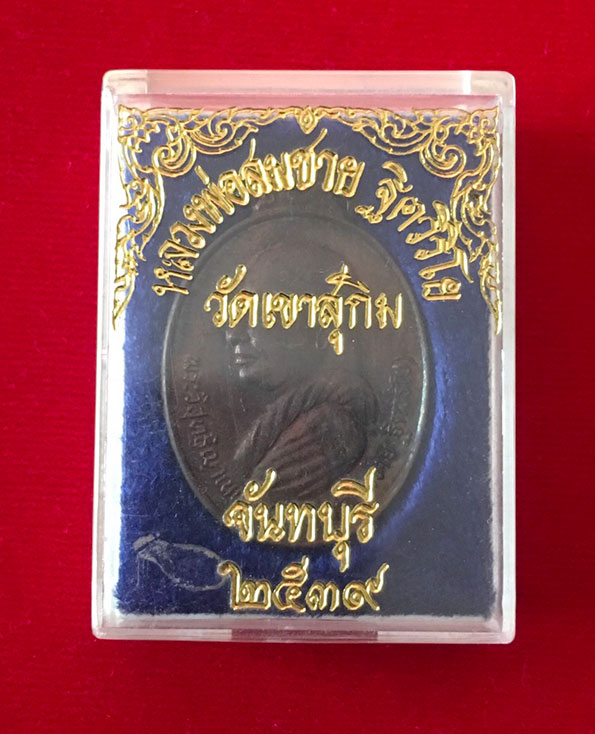 หลวงพ่อสมชาย ฐิตวิริโย
วัดเขาสุกิม
จันทบุรี
๒๕๓๙